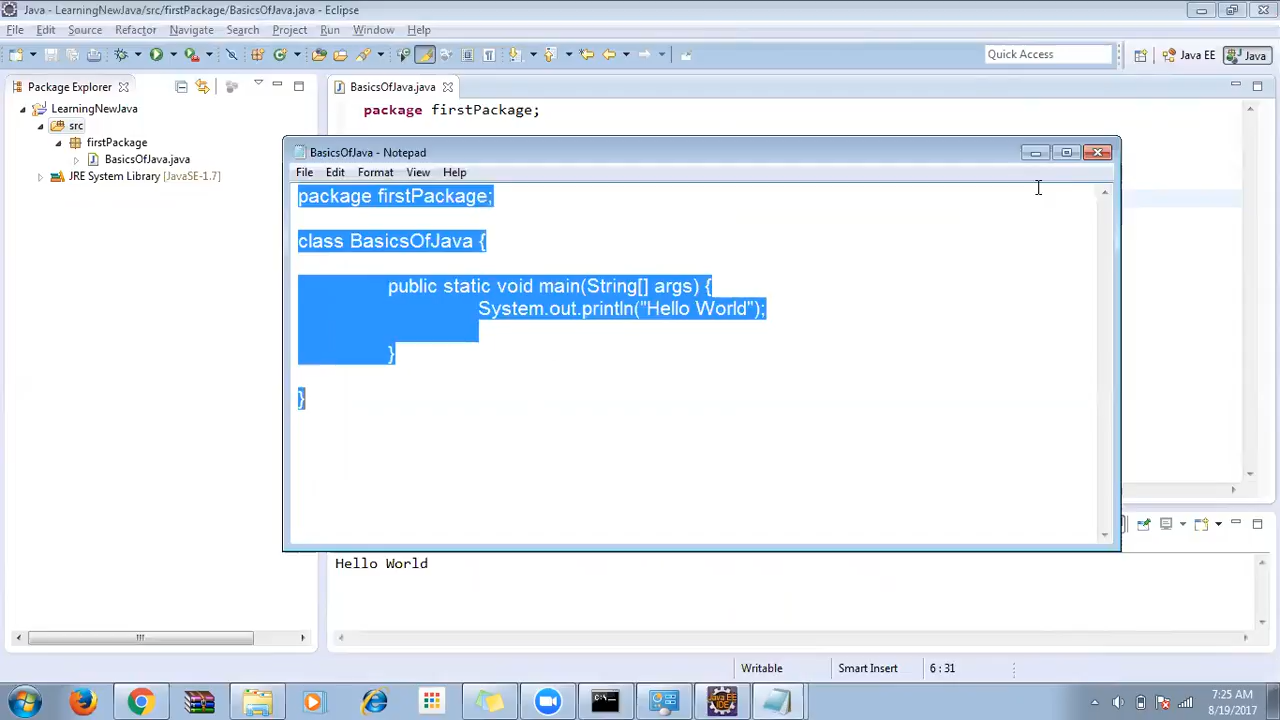 Java - LearningNewJava/src/firstPackage/BasicsOfJava.java - Eclipse
File Edit Source Refactor Navigate Search Project Run Window Help
Quick Access
Java EE
Java
Package Explorer
BasicsOfJava.java
LearningNewJava
src
firstPackage
BasicsOfJava.java
JRE System Library [JavaSE-1.7]
package firstPackage;
BasicsOfJava - Notepad
File Edit Format View Help
package firstPackage;
class BasicsOfJava {
public static void main(String[] args) {
System.out.println("Hello World");
}
}
Hello World
Writable Smart Insert 6 : 31
7:25 AM
8/19/2017